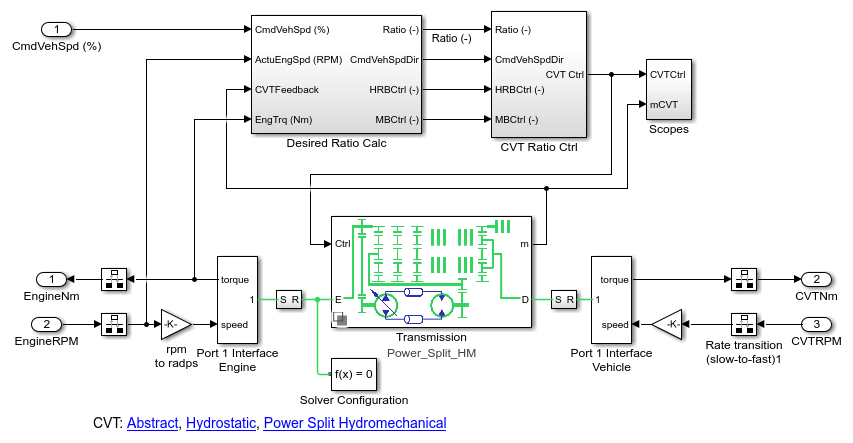 1
CmdVehSpd (%)
CmdVehSpd (%)
ActuEngSpd (RPM)
CVTFeedback
EngTrq (Nm)
Ratio (-)
CmdVehSpdDir
HRBCtrl (-)
MBCtrl (-)
Desired Ratio Calc
Ratio (-)
Ratio (-)
CmdVehSpdDir
HRBCtrl (-)
MBCtrl (-)
CVT Ctrl
CVT Ratio Ctrl
CVTCtrl
mCVT
Scopes
Ctrl
m
E
D
Transmission
Power_Split_HM
1
EngineNm
2
EngineRPM
-K-
rpm
to radps
torque
1
speed
Port 1 Interface
Engine
S R
f(x) = 0
Solver Configuration
S R
torque
1
speed
Port 1 Interface
Vehicle
-K-
Rate transition
(slow-to-fast)1
2
CVTNm
3
CVTRPM
CVT: Abstract, Hydrostatic, Power Split Hydromechanical